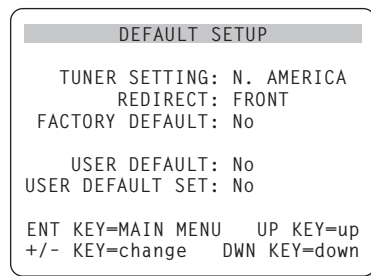 DEFAULT SETUP
TUNER SETTING: N. AMERICA
REDIRECT: FRONT
FACTORY DEFAULT: No
USER DEFAULT: No
USER DEFAULT SET: No
ENT KEY=MAIN MENU UP KEY=up
+/- KEY=change DWN KEY=down